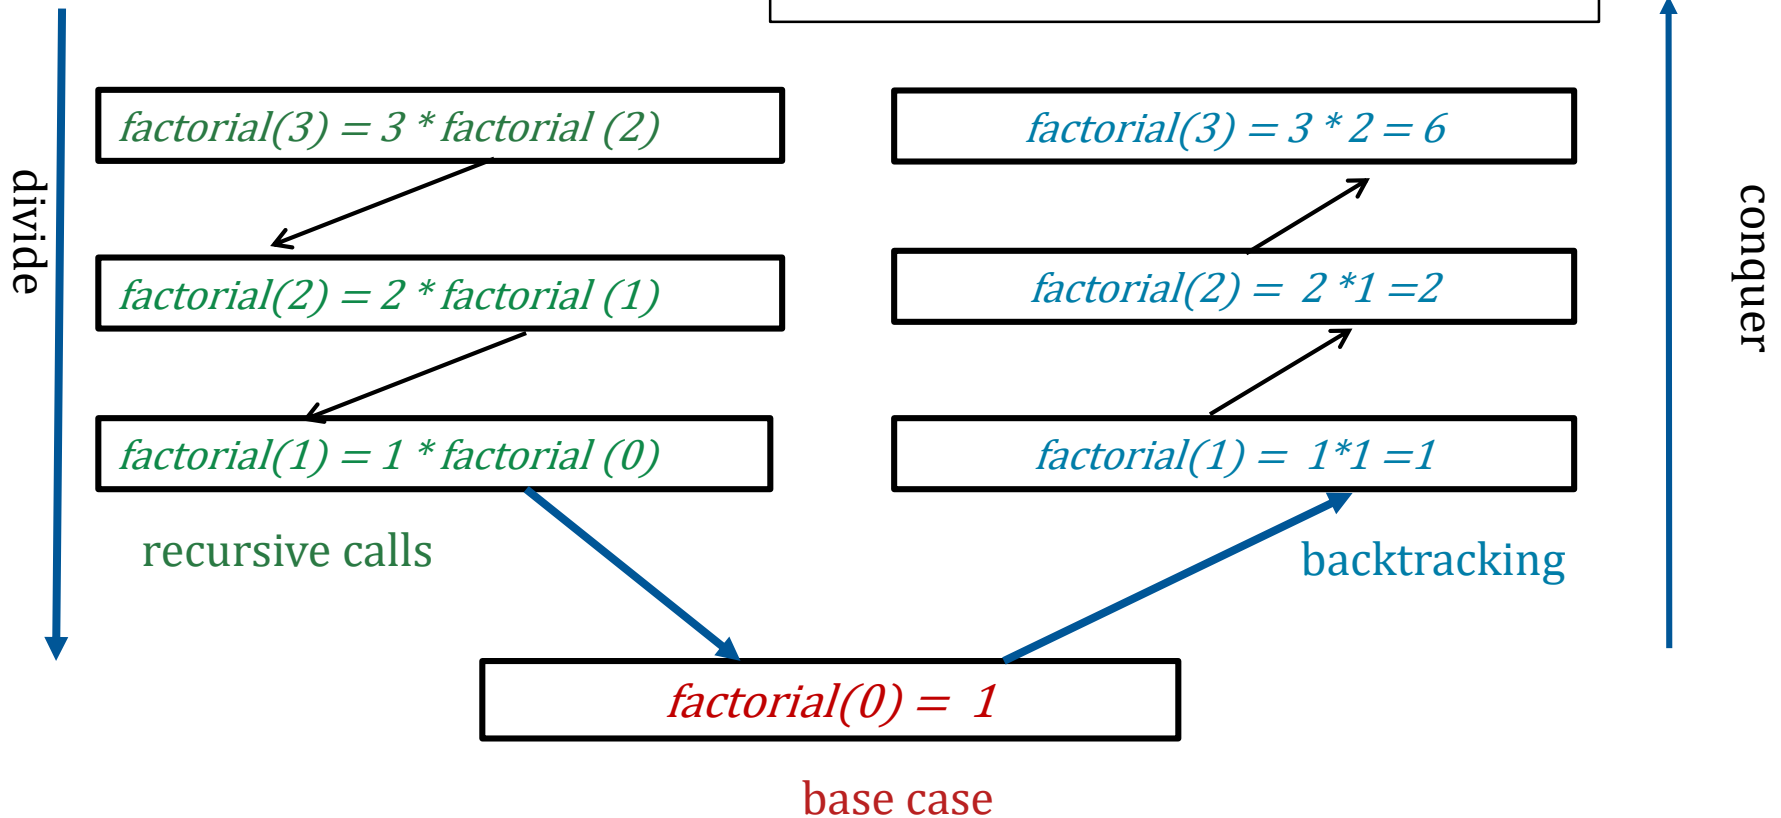 factorial(3) = 3 * factorial (2)
factorial(3) = 3 * 2 = 6
divide
conquer
factorial(2) = 2 * factorial (1)
factorial(2) =  2 *1 =2
factorial(1) = 1 * factorial (0)
factorial(1) =  1*1 =1
recursive calls
backtracking
factorial(0) =  1
base case